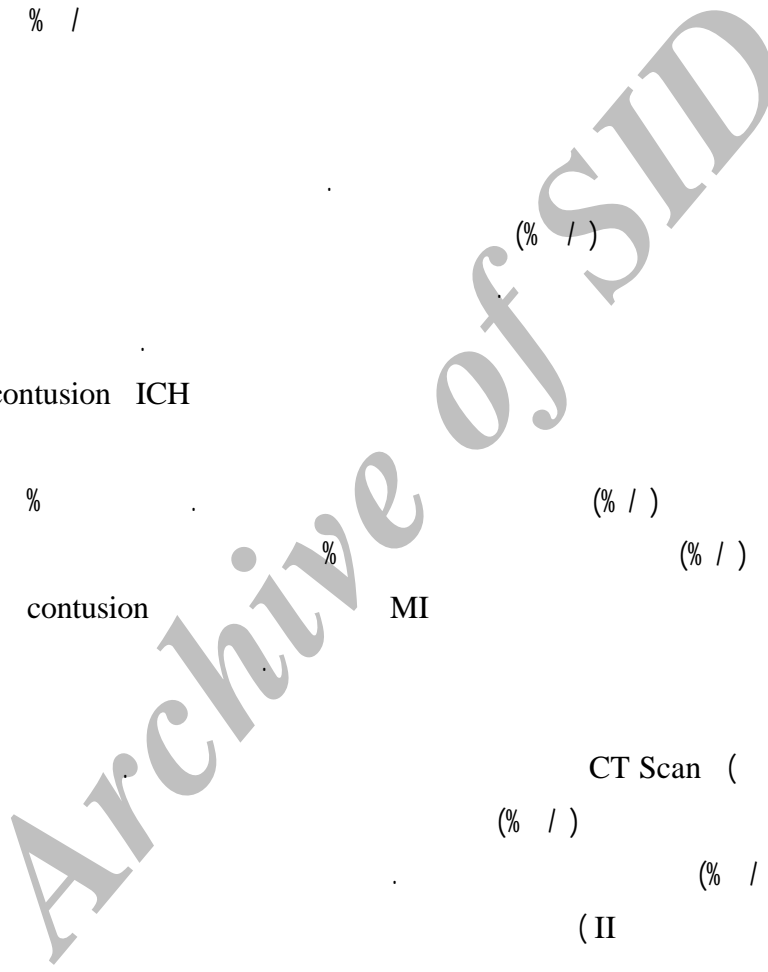 % /
.
(% / )
.
.
contusion ICH
% . (% / )
% (% / )
contusion MI
.
CT Scan (
.
(% / )
. (% /
( II
Archive of SID